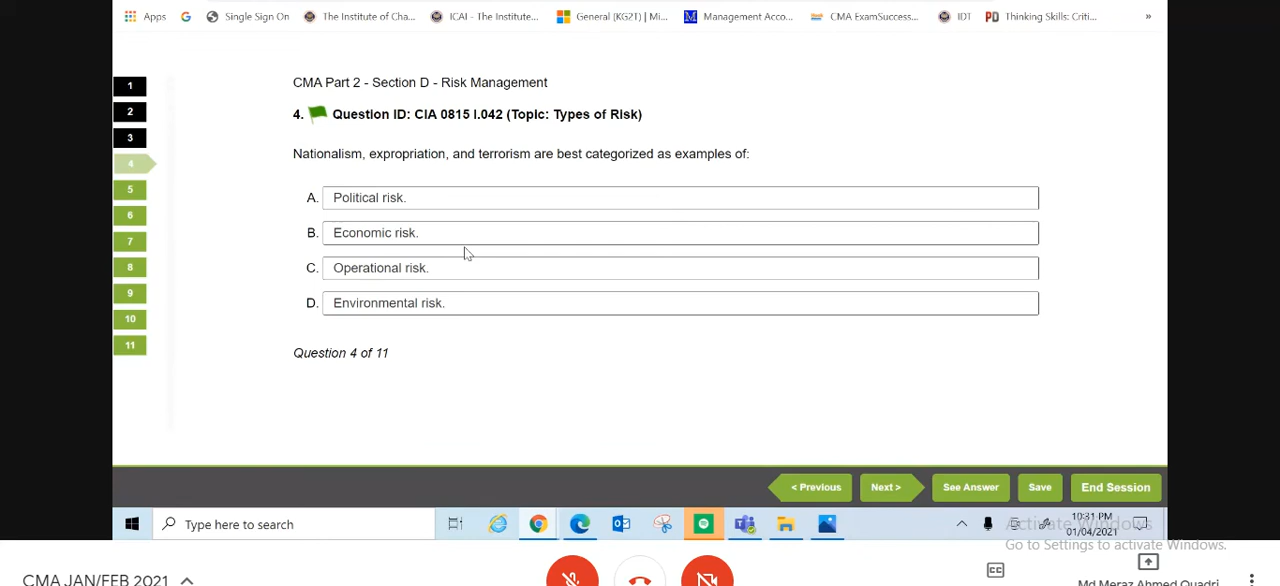 Apps
Single Sign On
The Institute of Cha...
ICAI - The Institute...
General (KG2T) | Mi...
Management Acco...
CMA ExamSuccess...
IDT
PD Thinking Skills: Criti...
»
CMA Part 2 - Section D - Risk Management
4. Question ID: CIA 0815 I.042 (Topic: Types of Risk)
Nationalism, expropriation, and terrorism are best categorized as examples of:
A. Political risk.
B. Economic risk.
C. Operational risk.
D. Environmental risk.
Question 4 of 11
1
2
3
4
5
6
7
8
9
10
11
< Previous
Next >
See Answer
Save
End Session
Type here to search
10:31 PM
01/04/2021
Activate Windows
Go to Settings to activate Windows.
CMA JAN/FEB 2021
CC
Md Meraz Ahmed Quadri